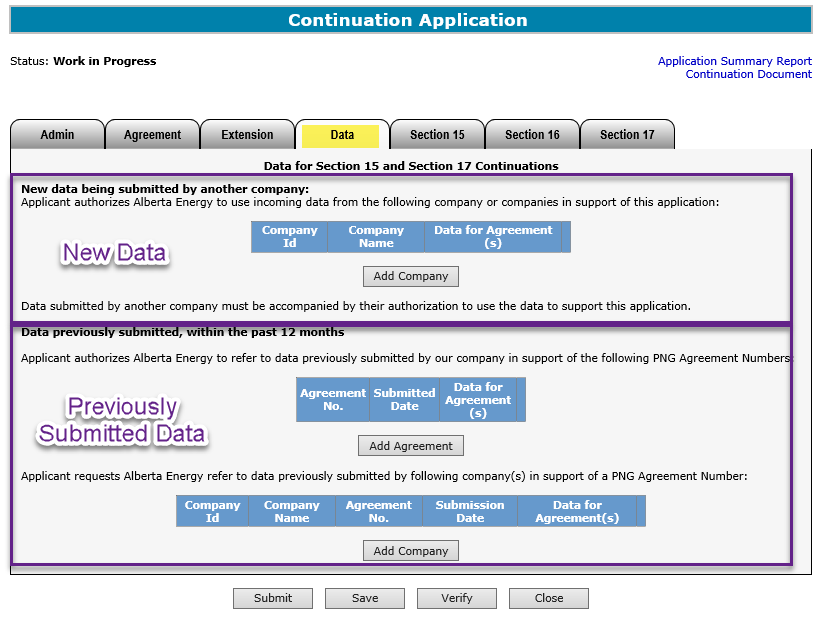 Continuation Application
Status: Work in Progress
Application Summary Report
Continuation Document
Admin
Agreement
Extension
Data
Section 15
Section 16
Section 17
Data for Section 15 and Section 17 Continuations
New data being submitted by another company:
Applicant authorizes Alberta Energy to use incoming data from the following company or companies in support of this application:
New Data
Company Id
Company Name
Data for Agreement (s)
Add Company
Data submitted by another company must be accompanied by their authorization to use the data to support this application.
Data previously submitted, within the past 12 months
Applicant authorizes Alberta Energy to refer to data previously submitted by our company in support of the following PNG Agreement Numbers:
Previously
Submitted Data
Agreement No.
Submitted Date
Data for Agreement (s)
Add Agreement
Applicant requests Alberta Energy refer to data previously submitted by following company(s) in support of a PNG Agreement Number:
Company Id
Company Name
Agreement No.
Submission Date
Data for Agreement(s)
Add Company
Submit
Save
Verify
Close